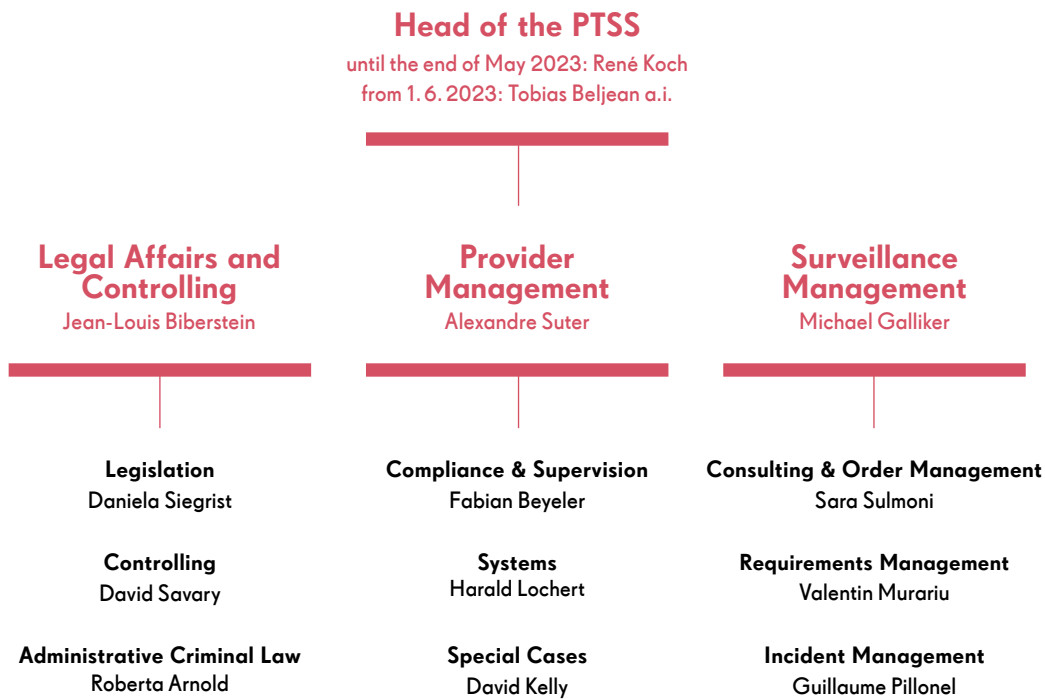 Head of the PTSS
until the end of May 2023: René Koch
from 1. 6. 2023: Tobias Beljean a.i.
Legal Affairs and
Controlling
Jean-Louis Biberstein
Provider
Management
Alexandre Suter
Surveillance
Management
Michael Galliker
Legislation
Daniela Siegrist
Controlling
David Savary
Administrative Criminal Law
Roberta Arnold
Compliance & Supervision
Fabian Beyeler
Systems
Harald Lochert
Special Cases
David Kelly
Consulting & Order Management
Sara Sulmoni
Requirements Management
Valentin Murariu
Incident Management
Guillaume Pillonel